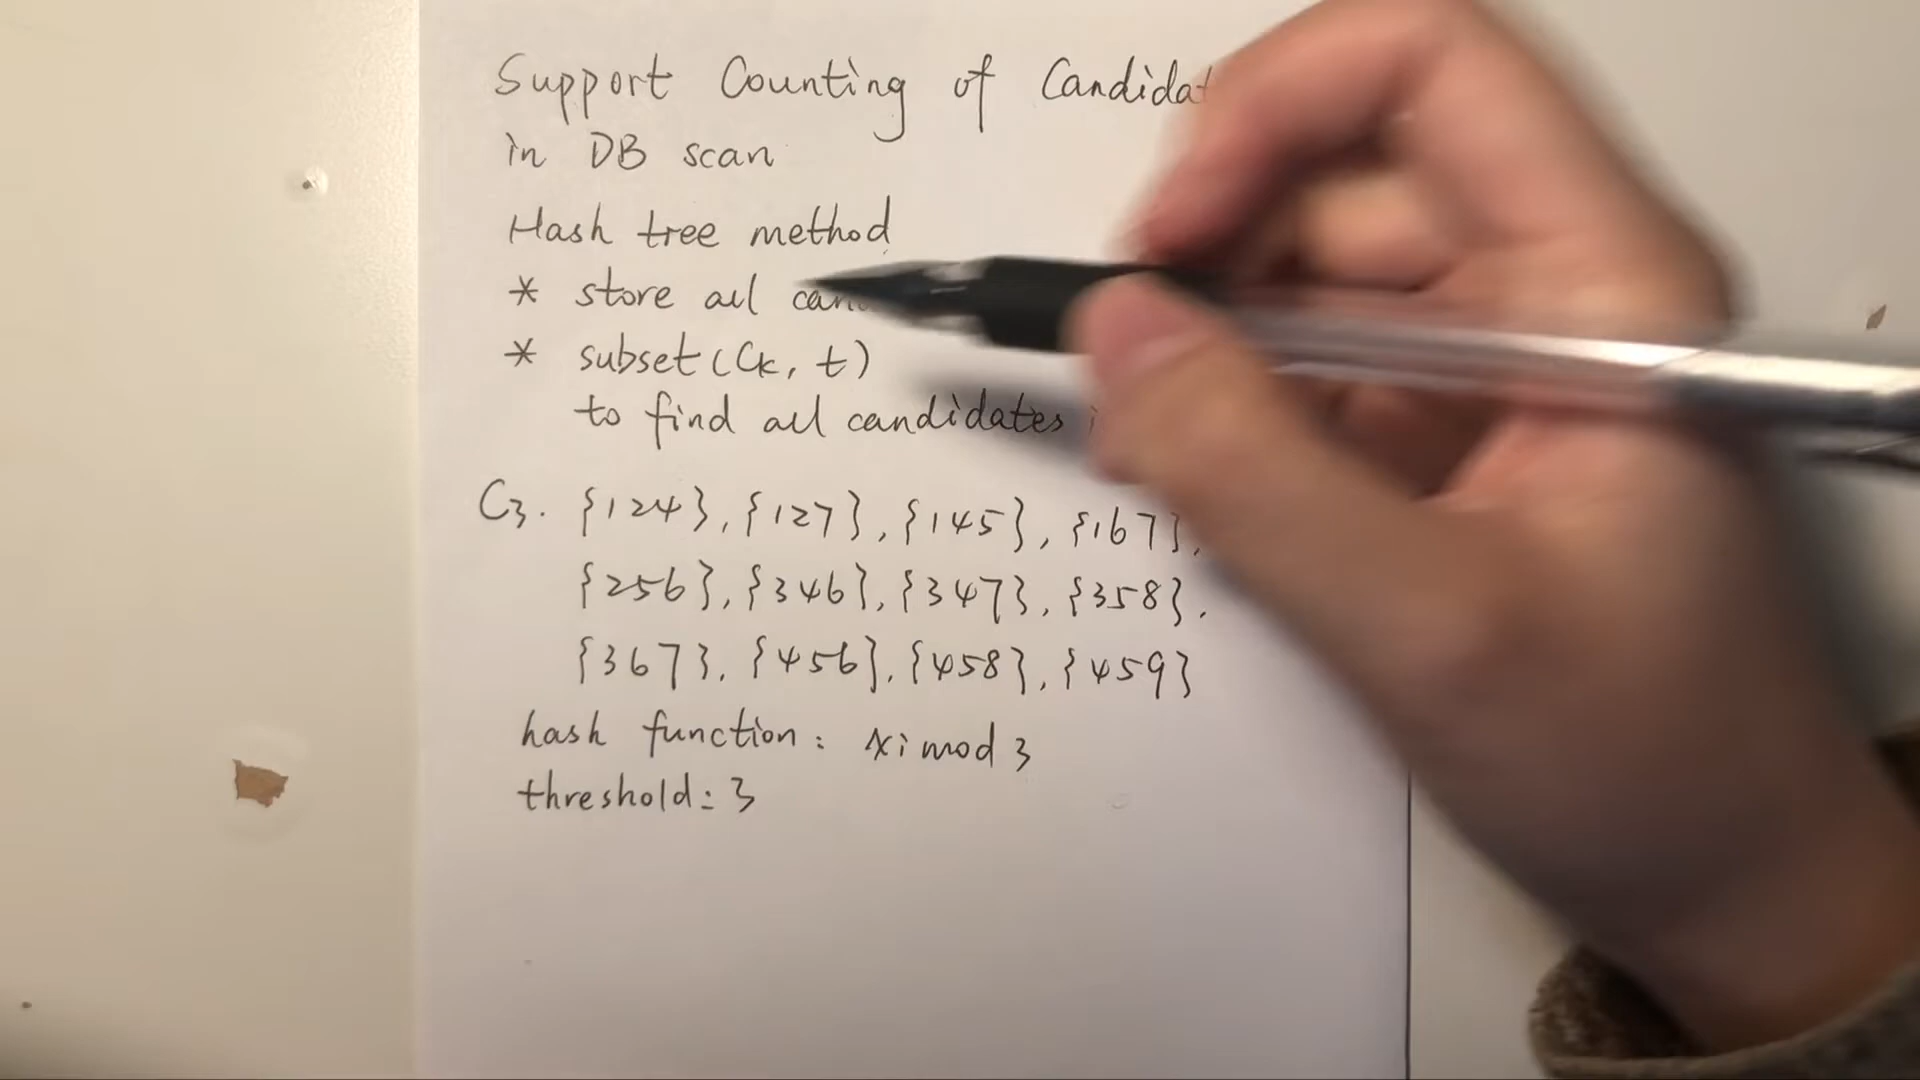 Support Counting of
in DB scan
Hash tree method
* store all
* subset (Ck, t)
to find all candidates
C3. {124}, {127}, {145}, {167},
{256}, {346}, {347}, {358}.
{367}, {456}, {458}, {459}
hash function: xi mod 3
threshold: 3